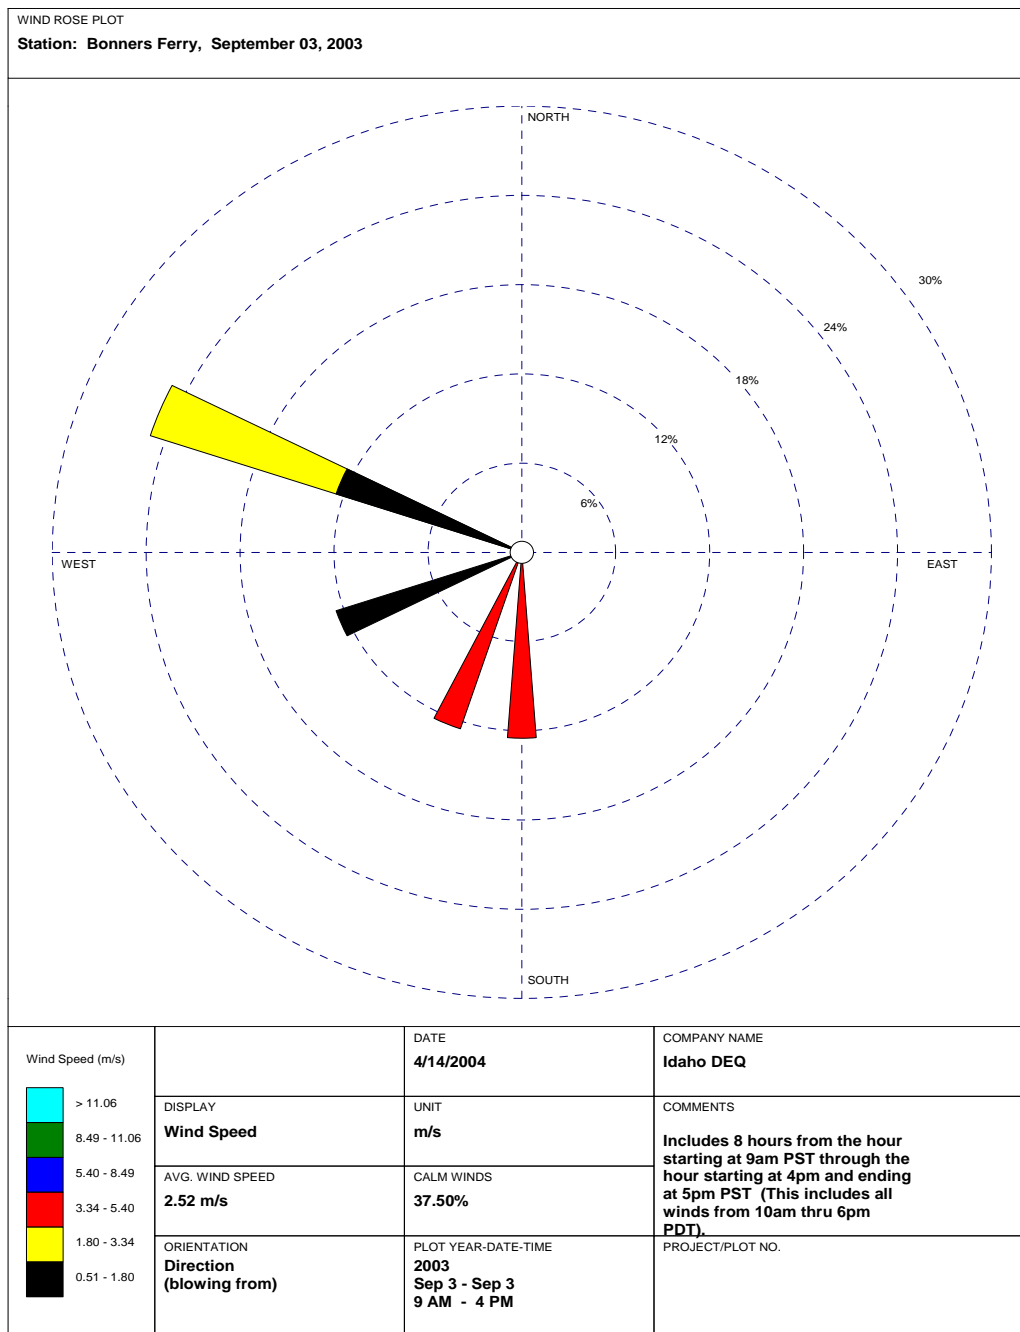 WIND ROSE PLOT
Station:  Bonners Ferry,  September 03, 2003
NORTH
30%
24%
18%
12%
6%
WEST
EAST
SOUTH
Wind Speed (m/s)
> 11.06
8.49 - 11.06
5.40 - 8.49
3.34 - 5.40
1.80 - 3.34
0.51 - 1.80
DATE
4/14/2004
COMPANY NAME
Idaho DEQ
DISPLAY
Wind Speed
UNIT
m/s
COMMENTS
Includes 8 hours from the hour
starting at 9am PST through the
hour starting at 4pm and ending
at 5pm PST  (This includes all
winds from 10am thru 6pm
PDT).
AVG. WIND SPEED
2.52 m/s
CALM WINDS
37.50%
ORIENTATION
Direction
(blowing from)
PLOT YEAR-DATE-TIME
2003
Sep 3 - Sep 3
9 AM  -  4 PM
PROJECT/PLOT NO.